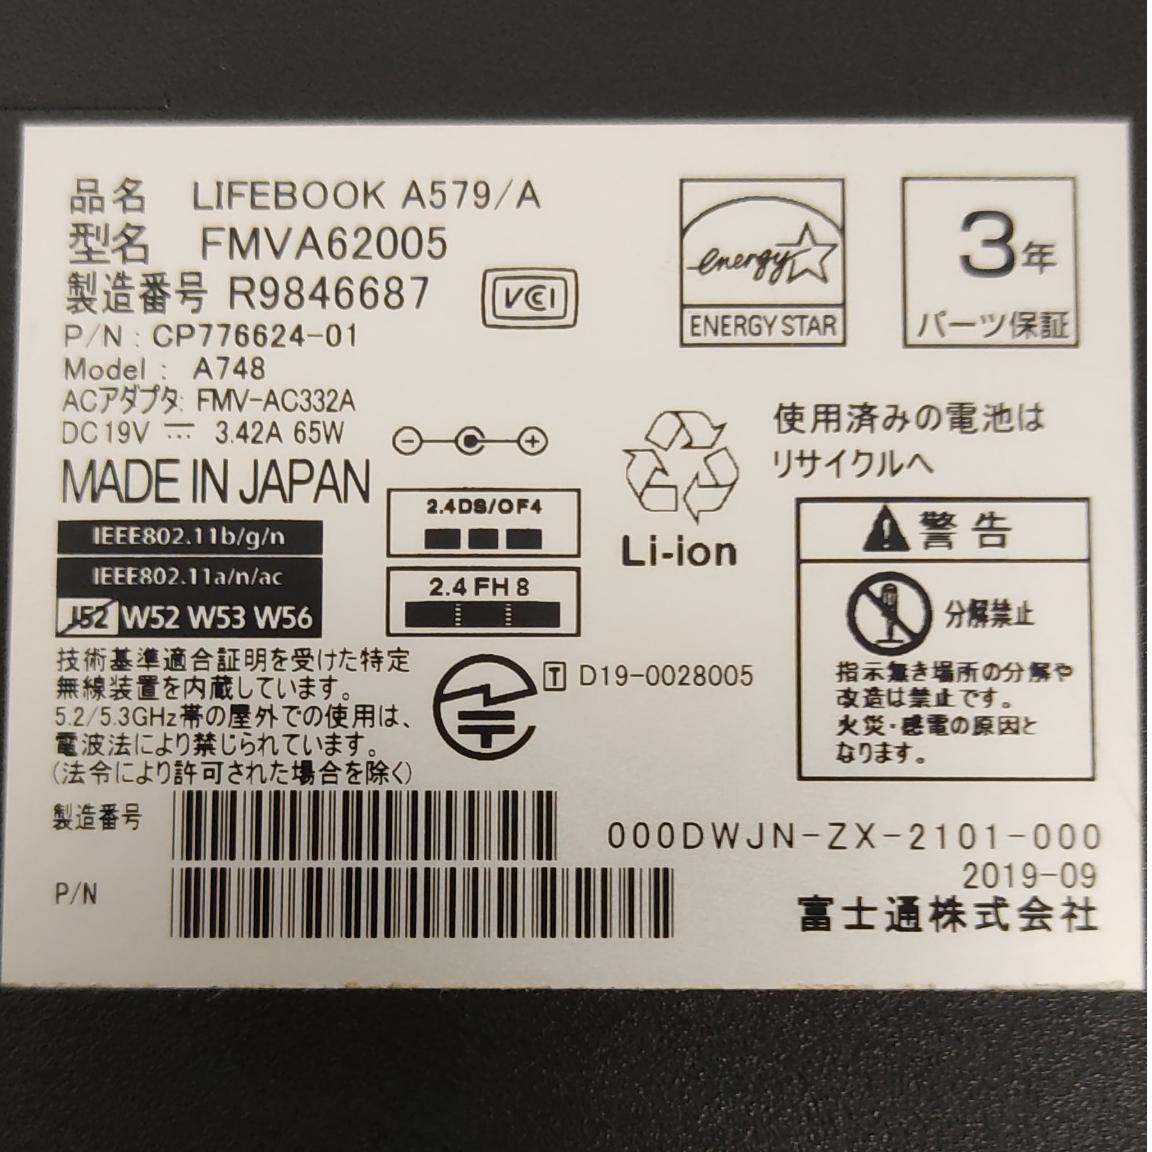 品名 LIFEBOOK A579/A
型名 FMVA62005
製造番号 R9846687
VCCI
P/N : CP776624-01
Model : A748
ACアダプタ: FMV-AC332A
DC19V 3.42A 65W
MADE IN JAPAN
energy
ENERGY STAR
3年
パーツ保証
使用済みの電池は
リサイクルへ
Li-ion
IEEE802.11b/g/n
IEEE802.11a/n/ac
J52 W52 W53 W56
2.4DS/OF4
2.4FH8
警告
分解禁止
指示無き場所の分解や
改造は禁止です。
火災・感電の原因と
なります。
技術基準適合証明を受けた特定
無線装置を内蔵しています。
5.2/5.3GHz帯の屋外での使用は、
電波法により禁じられています。
(法令により許可された場合を除く)
T D19-0028005
製造番号
P/N
000DWJN-ZX-2101-000
2019-09
富士通株式会社